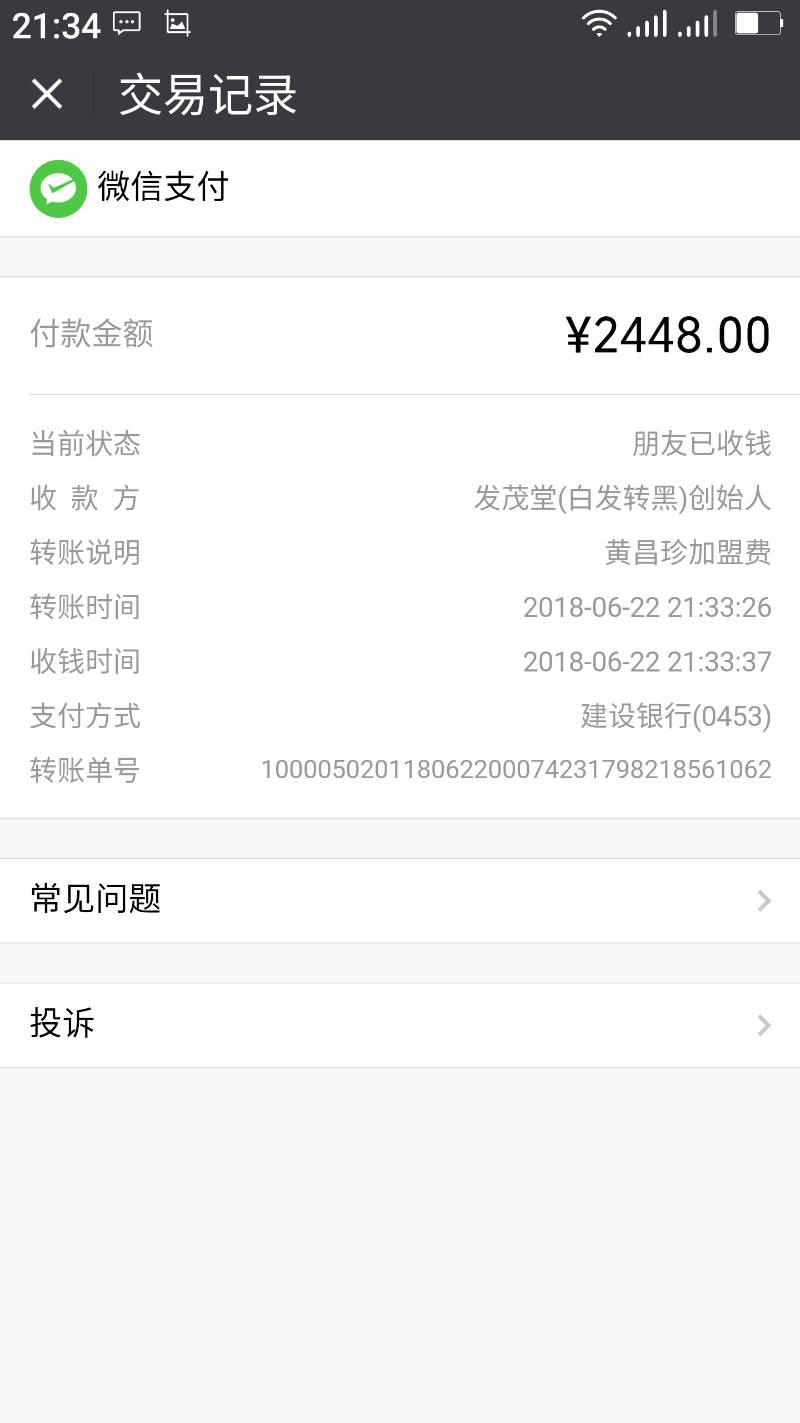 21:34
交易记录
微信支付
付款金额 ¥2448.00
当前状态 朋友已收钱
收款方 发茂堂(白发转黑)创始人
转账说明 黄昌珍加盟费
转账时间 2018-06-22 21:33:26
收钱时间 2018-06-22 21:33:37
支付方式 建设银行(0453)
转账单号 100005020118062200074231798218561062
常见问题
投诉